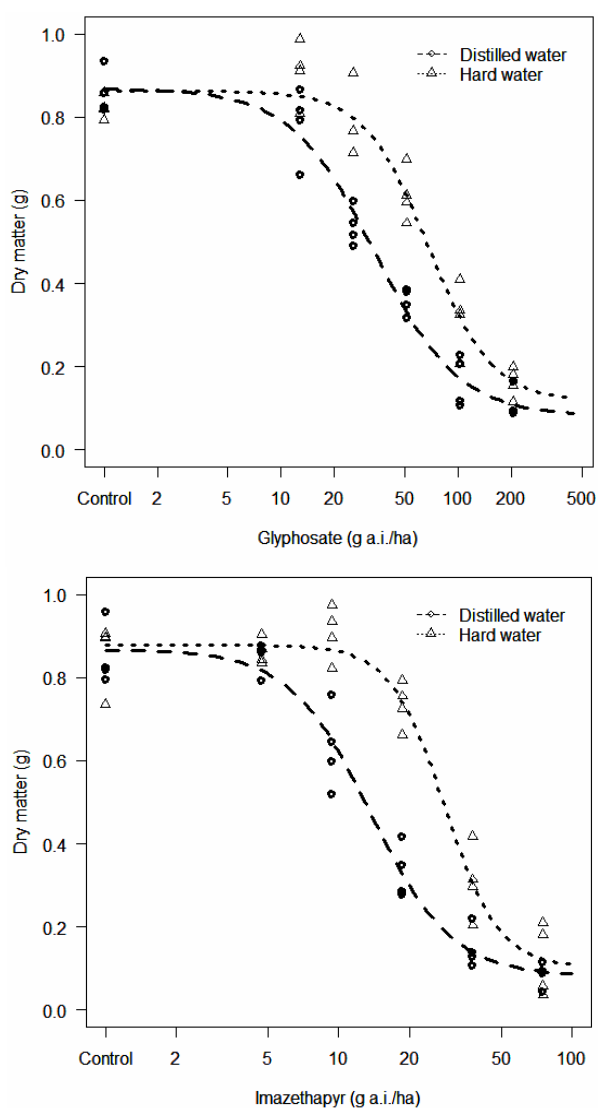 1.0
0.8
0.6
0.4
0.2
0.0
Dry matter (g)
Distilled water
Hard water
Control 2 5 10 20 50 100 200 500
Glyphosate (g a.i./ha)
1.0
0.8
0.6
0.4
0.2
0.0
Dry matter (g)
Distilled water
Hard water
Control 2 5 10 20 50 100
Imazethapyr (g a.i./ha)